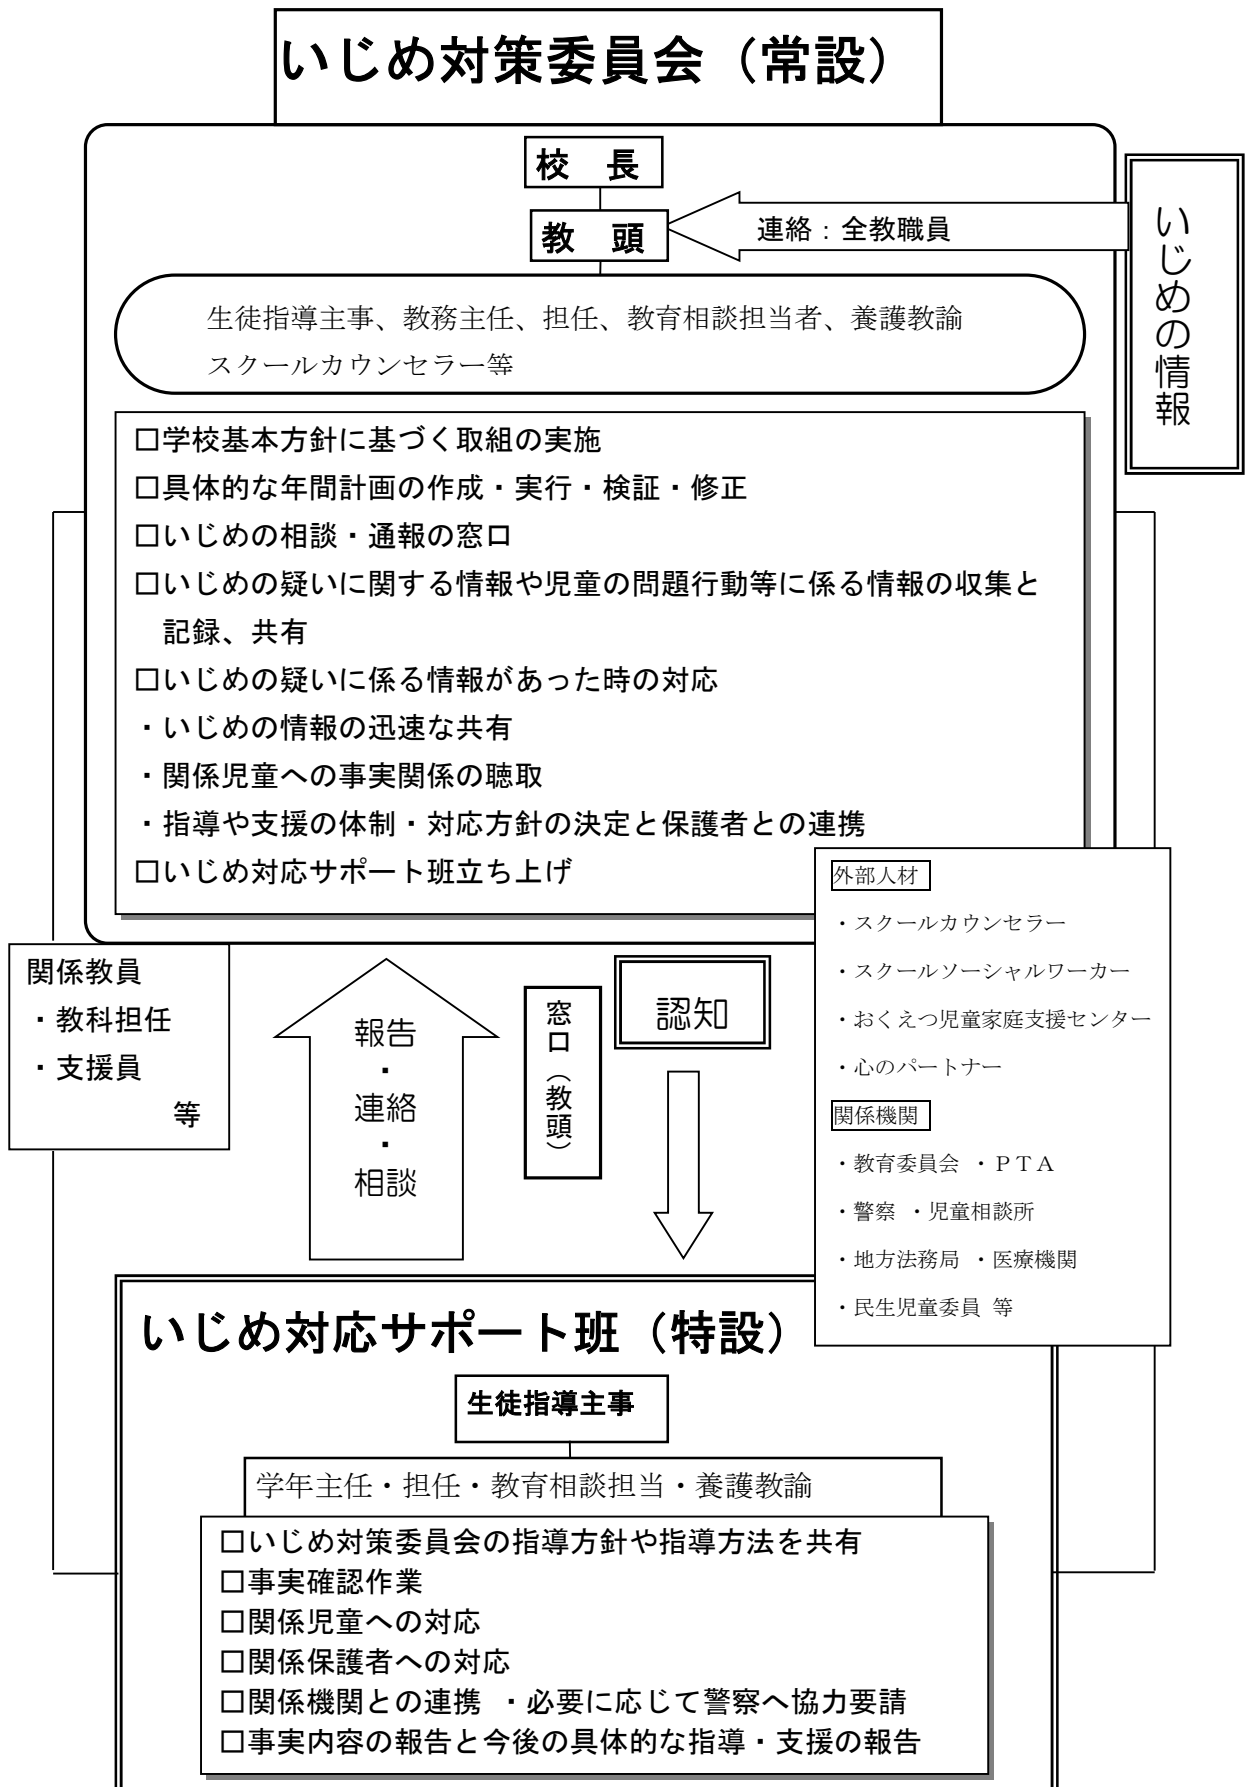 いじめ対策委員会（常設）
校　長
教　頭
連絡：全教職員
いじめの情報
生徒指導主事、教務主任、担任、教育相談担当者、養護教諭
スクールカウンセラー等
□学校基本方針に基づく取組の実施
□具体的な年間計画の作成・実行・検証・修正
□いじめの相談・通報の窓口
□いじめの疑いに関する情報や児童の問題行動等に係る情報の収集と
記録、共有
□いじめの疑いに係る情報があった時の対応
・いじめの情報の迅速な共有
・関係児童への事実関係の聴取
・指導や支援の体制・対応方針の決定と保護者との連携
□いじめ対応サポート班立ち上げ
関係教員
・教科担任
・支援員
等
報告
・
連絡
・
相談
窓口（教頭）
認知
外部人材
・スクールカウンセラー
・スクールソーシャルワーカー
・おくえつ児童家庭支援センター
・心のパートナー
関係機関
・教育委員会 ・ＰＴＡ
・警察 ・児童相談所
・地方法務局 ・医療機関
・民生児童委員 等
いじめ対応サポート班（特設）
生徒指導主事
学年主任・担任・教育相談担当・養護教諭
□いじめ対策委員会の指導方針や指導方法を共有
□事実確認作業
□関係児童への対応
□関係保護者への対応
□関係機関との連携 ・必要に応じて警察へ協力要請
□事実内容の報告と今後の具体的な指導・支援の報告